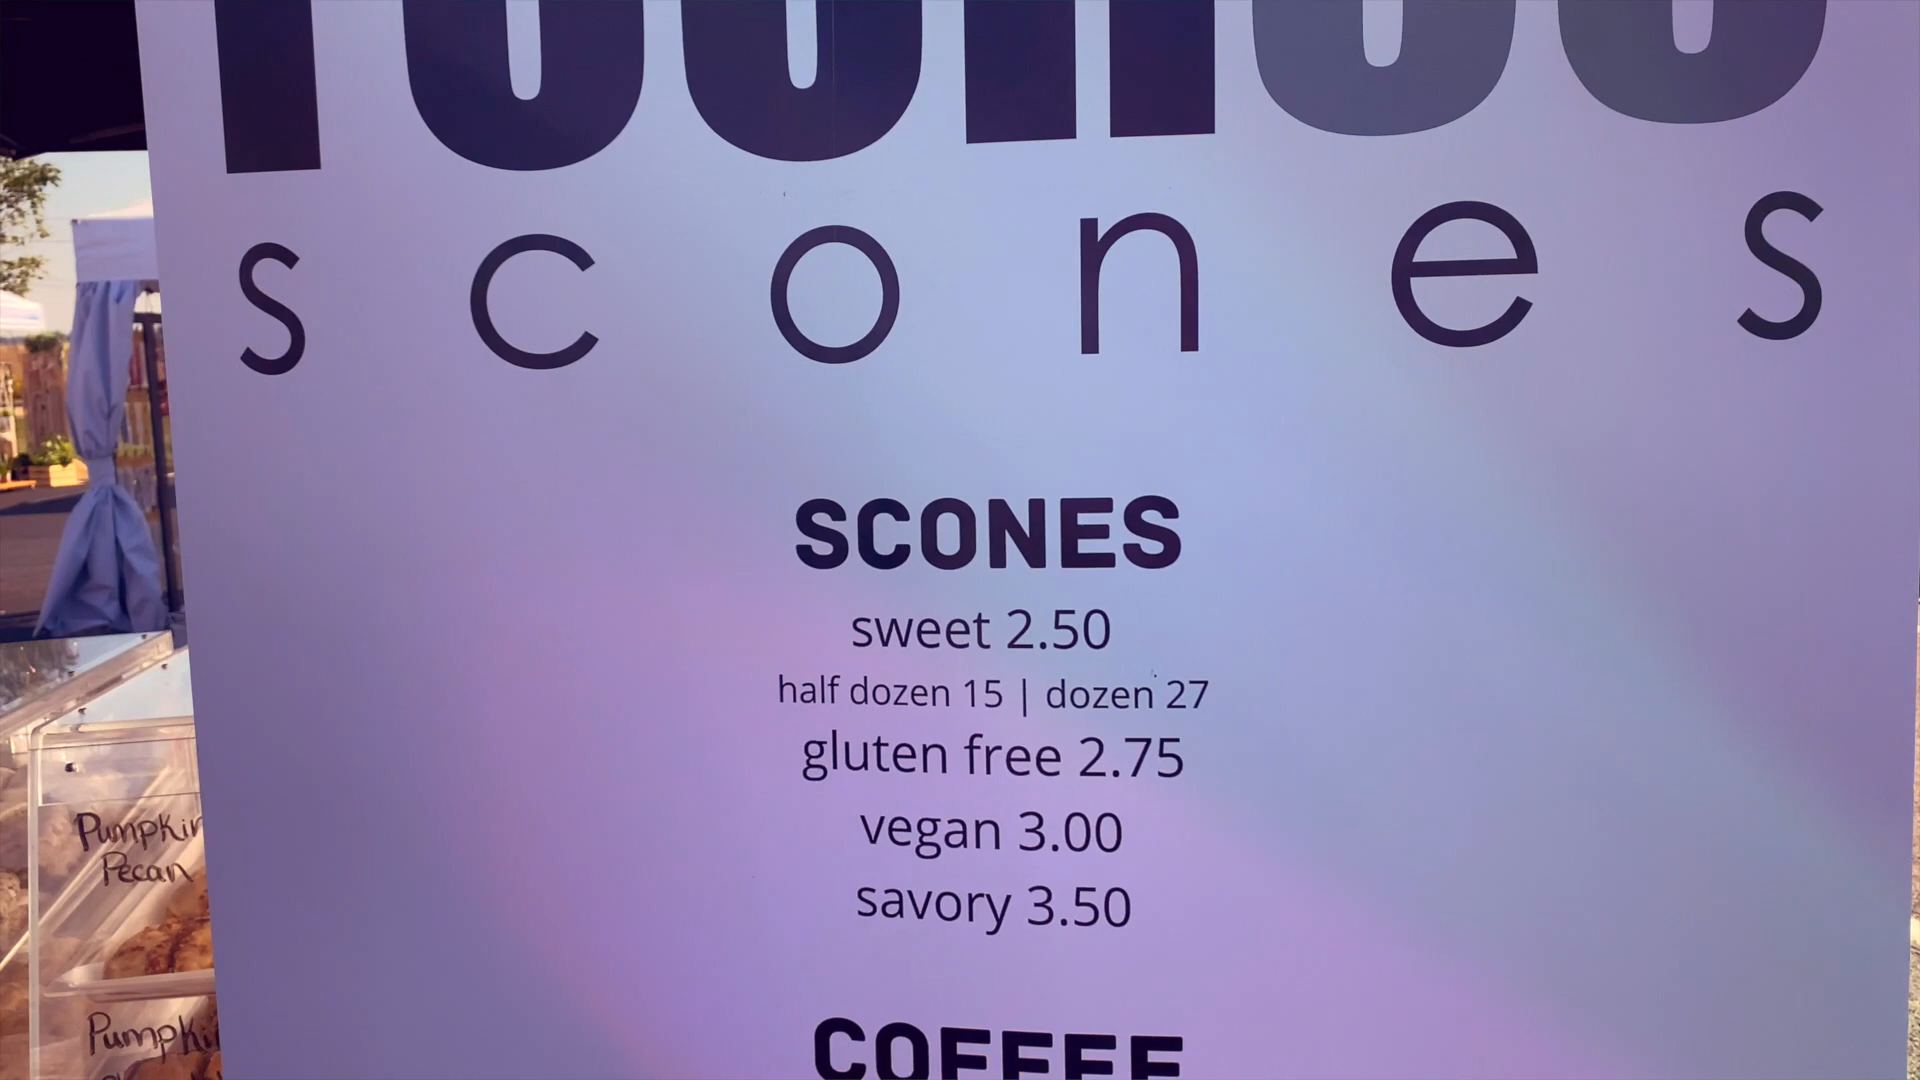 scones
SCONES
sweet 2.50
half dozen 15 | dozen 27
gluten free 2.75
vegan 3.00
savory 3.50
COFFEE
Pumpkin
Pecan
Pumpkin